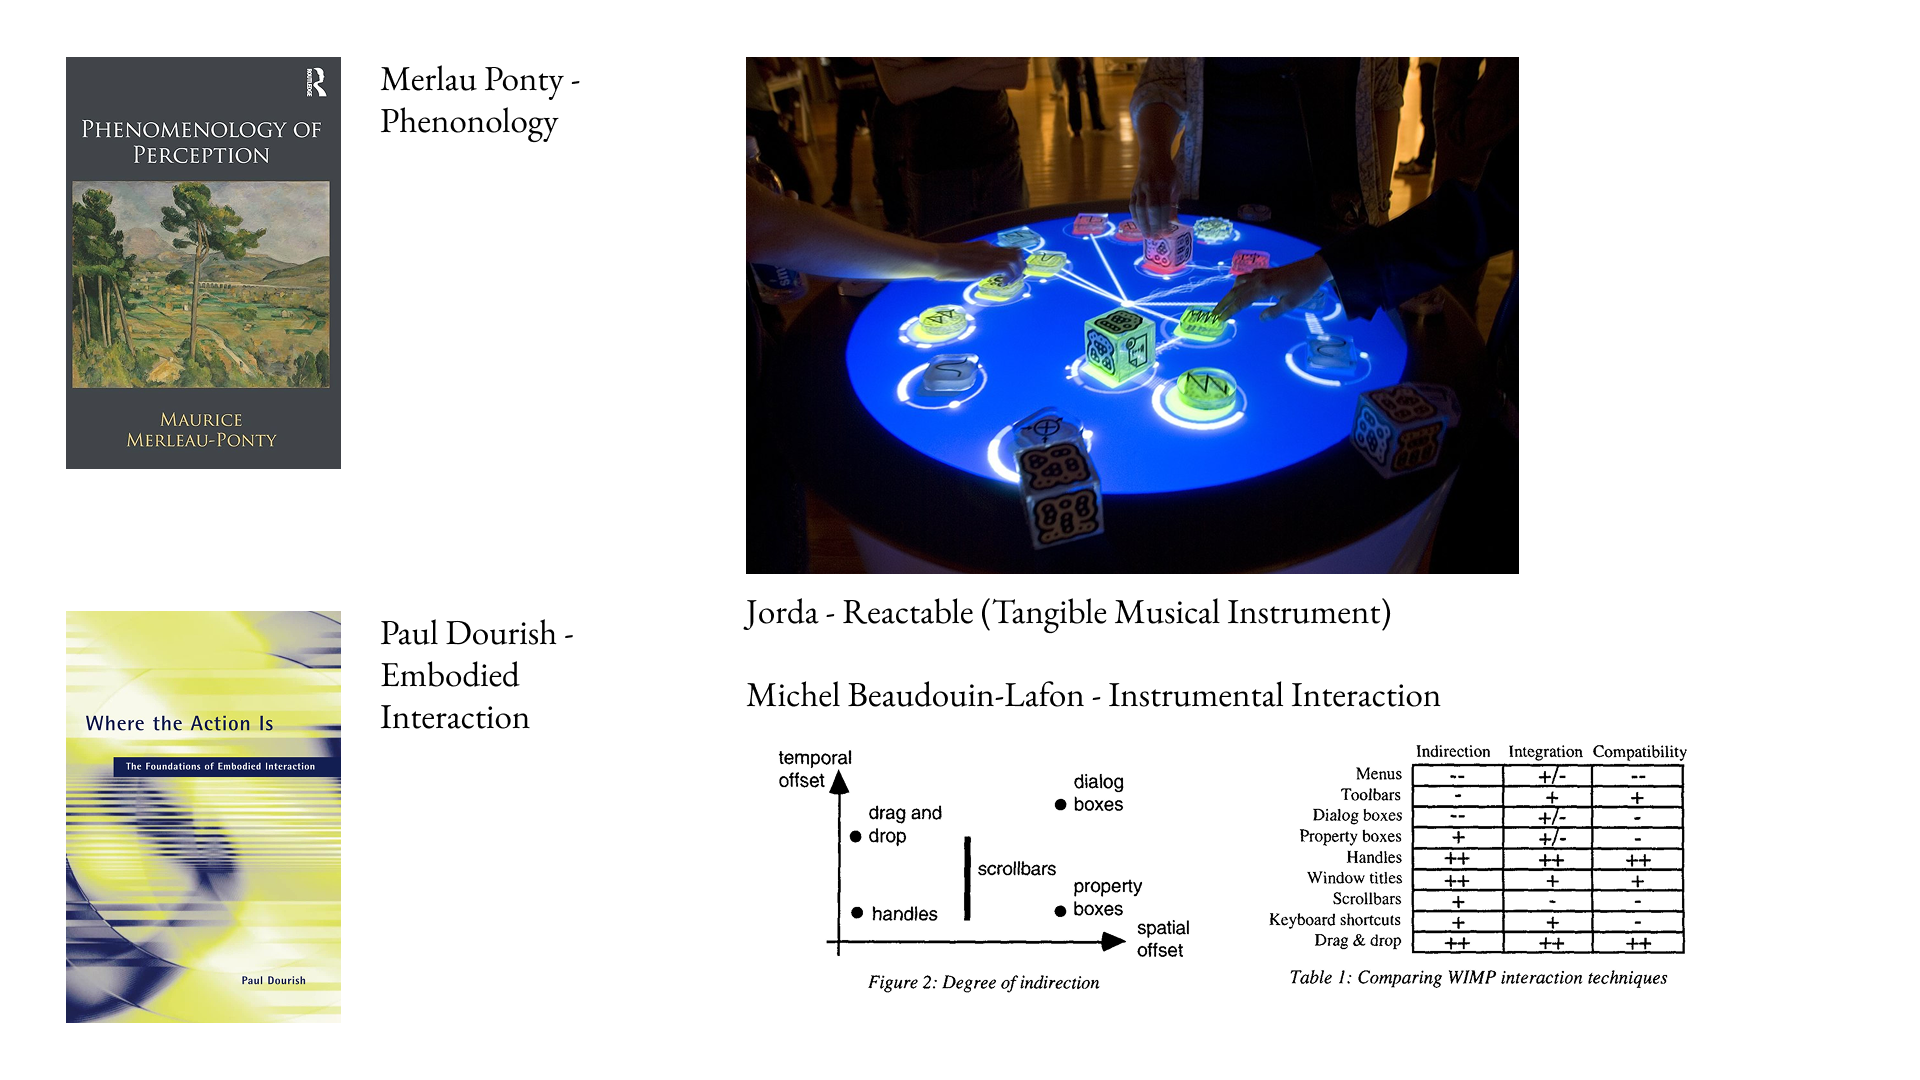 ROUTLEDGE
PHENOMENOLOGY OF
PERCEPTION
MAURICE
MERLEAU-PONTY
Merlau Ponty -
Phenonology
Where the Action Is
The Foundations of Embodied Interaction
Paul Dourish
Paul Dourish -
Embodied
Interaction
Jorda - Reactable (Tangible Musical Instrument)
Michel Beaudouin-Lafon - Instrumental Interaction
temporal
offset
drag and
drop
dialog
boxes
scrollbars
property
boxes
handles
spatial
offset
Figure 2: Degree of indirection
Indirection Integration Compatibility
Menus -- +/- --
Toolbars - + +
Dialog boxes -- +/- -
Property boxes + +/- -
Handles ++ ++ ++
Window titles ++ + +
Scrollbars + - -
Keyboard shortcuts + + -
Drag & drop ++ ++ ++
Table 1: Comparing WIMP interaction techniques